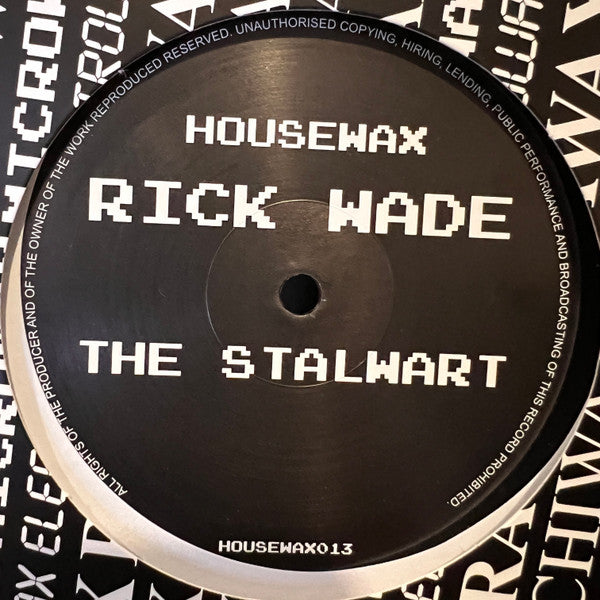 HOUSEWAX
RICK WADE
THE STALWART
HOUSEWAX013
ALL RIGHTS OF THE PRODUCER AND OF THE OWNER OF THE WORK REPRODUCED RESERVED. UNAUTHORISED COPYING, HIRING, LENDING, PUBLIC PERFORMANCE AND BROADCASTING OF THIS RECORD PROHIBITED.